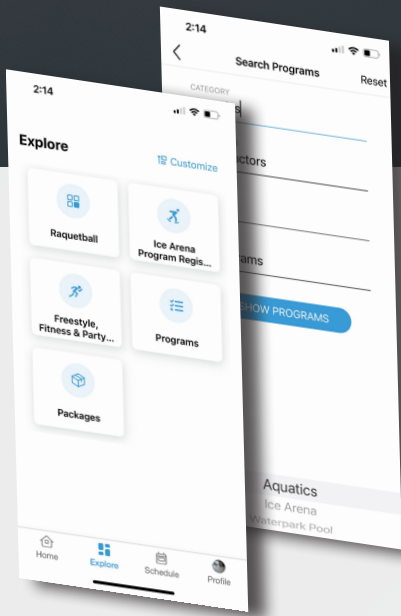 2:14
Explore
Customize
Raquetball
Ice Arena
Program Regis...
Freestyle,
Fitness & Party...
Programs
Packages
Home
Explore
Schedule
Profile
2:14
Search Programs
Reset
CATEGORY
s
ctors
ams
SHOW PROGRAMS
Aquatics
Ice Arena
Waterpark Pool